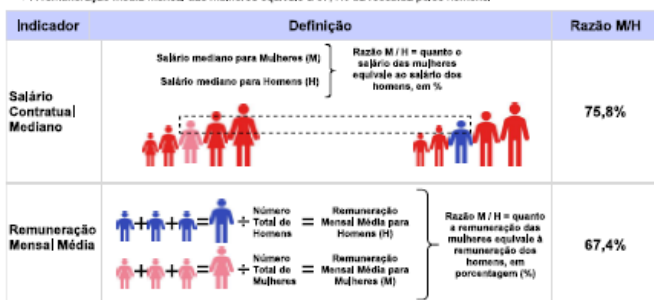 Indicador
Definição
Razão M/H
Salário
Contratual
Mediano
Salário mediano para Mulheres (M)
Salário mediano para Homens (H)
Razão M / H = quanto o
salário das mulheres
equivale ao salário dos
homens, em %
75,8%
Remuneração
Mensal Média
+ + = ÷
Número
Total de
Homens
=
Remuneração
Mensal Média para
Homens (H)
+ + = ÷
Número
Total de
Mulheres
=
Remuneração
Mensal Média para
Mulheres (M)
Razão M / H = quanto
a remuneração das
mulheres equivale à
remuneração dos
homens, em
porcentagem (%)
67,4%